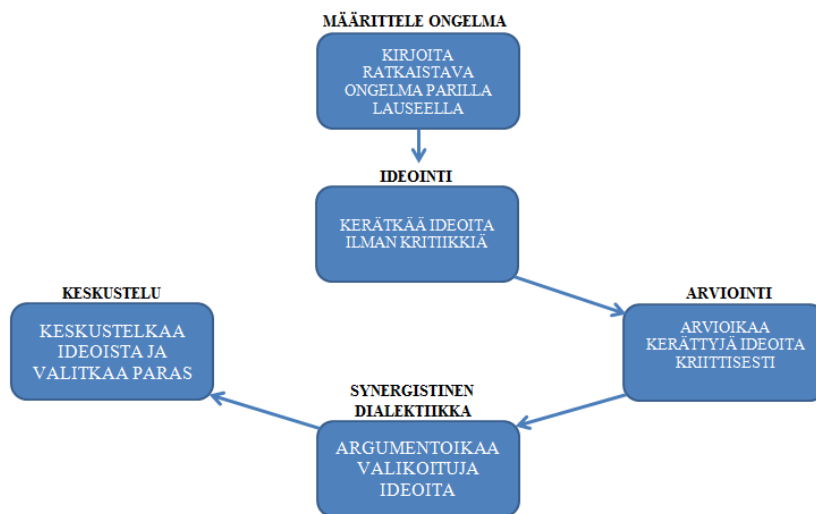 MÄÄRITTELE ONGELMA
KIRJOITA
RATKAISTAVA
ONGELMA PARILLA
LAUSEELLA
IDEOINTI
KERÄTKÄÄ IDEOITA
ILMAN KRITIIKKIÄ
ARVIOINTI
ARVIOIKAA
KERÄTTYJÄ IDEOITA
KRIITTISESTI
SYNERGISTINEN
DIALEKTIIKKA
ARGUMENTOIKAA
VALIKOITUJA
IDEOITA
KESKUSTELU
KESKUSTELKAA
IDEOISTA JA
VALITKAA PARAS